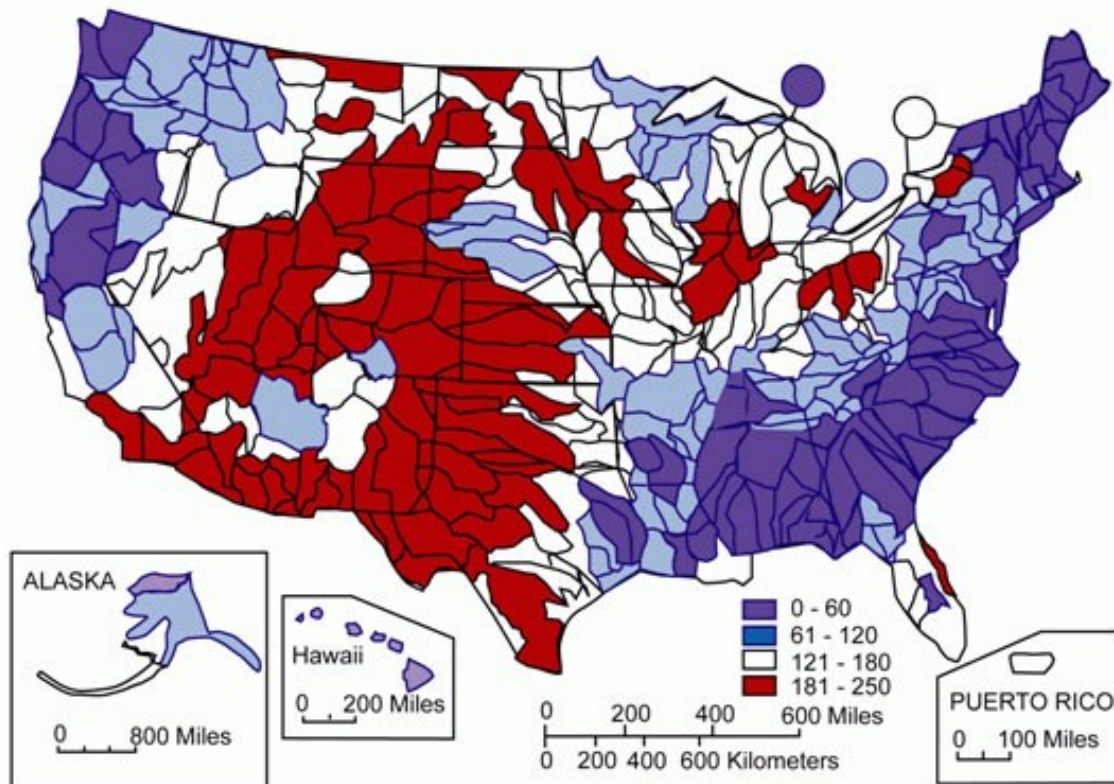 ALASKA
0
800 Miles
Hawaii
0 200 Miles
0 - 60
61 - 120
121 - 180
181 - 250
0 200 400 600 Miles
0 200 400 600 Kilometers
PUERTO RICO
0 100 Miles